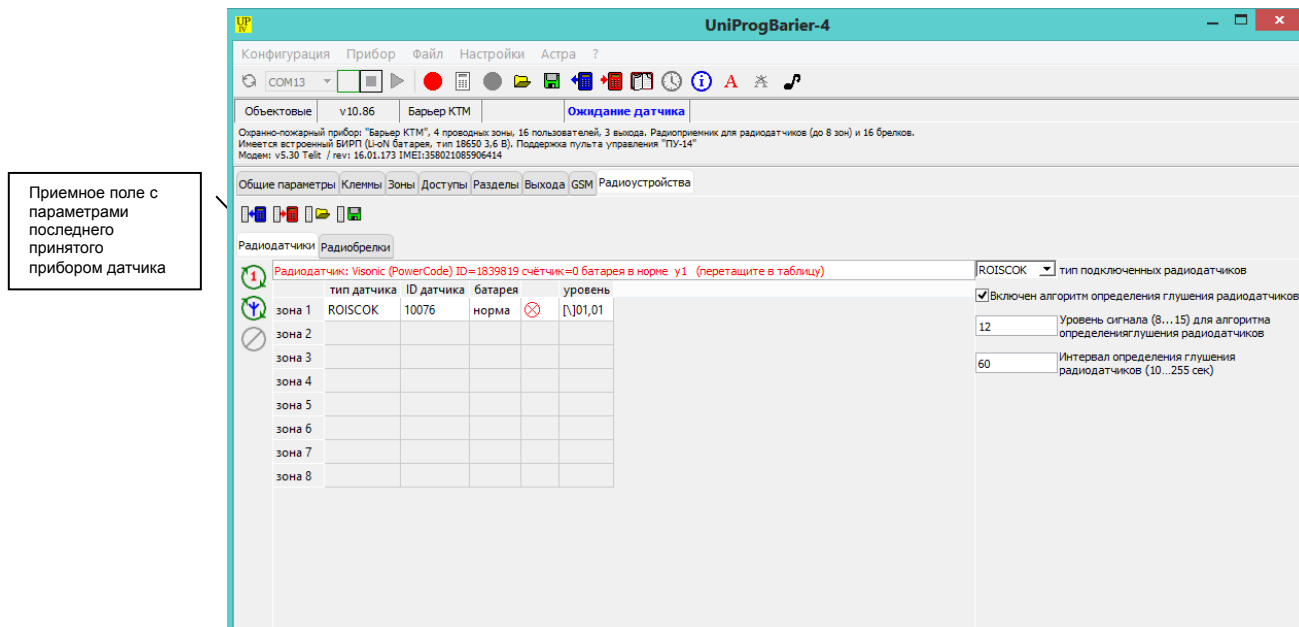 UP
IV
UniProgBarier-4
Конфигурация Прибор Файл Настройки Астра ?
COM13
1 A A
Объектовые v10.86 Барьер КТМ Ожидание датчика
Охранно-пожарный прибор: "Барьер КТМ", 4 проводных зоны, 16 пользователей, 3 выхода. Радиоприемник для радиодатчиков (до 8 зон) и 16 брелков.
Имеется встроенный БИРП (Li-oN батарея, тип 18650 3,6 В). Поддержка пульта управления "ПУ-14"
Модем: v5.30 Telit / rev: 16.01.173 IMEI:358021085906414
Приемное поле с
параметрами
последнего
принятого
прибором датчика
Общие параметры Клеммы Зоны Доступы Разделы Выхода GSM Радиоустройства
Радиодатчики Радиобрелки
1
Радиодатчик: Visonic (PowerCode) ID=1839819 счётчик=0 батарея в норме y1 (перетащите в таблицу)
тип датчика ID датчика батарея уровень
зона 1 ROISCOK 10076 норма [\]01,01
зона 2
зона 3
зона 4
зона 5
зона 6
зона 7
зона 8
ROISCOK тип подключенных радиодатчиков
Включен алгоритм определения глушения радиодатчиков
12 Уровень сигнала (8...15) для алгоритма
определенияглушения радиодатчиков
60 Интервал определения глушения
радиодатчиков (10...255 сек)